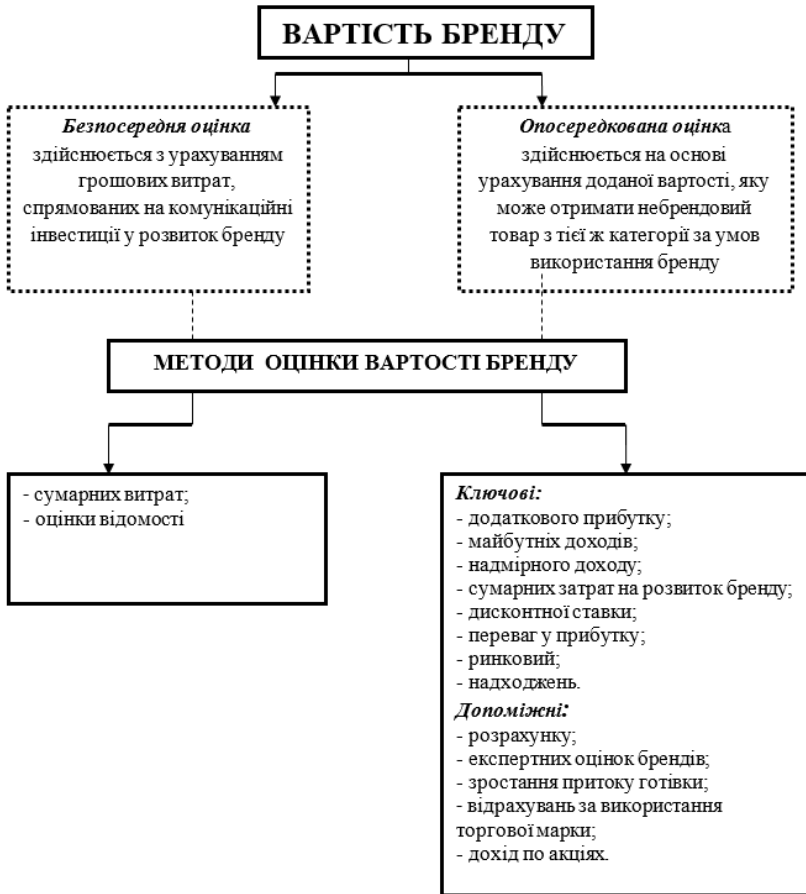 ВАРТІСТЬ БРЕНДУ
Безпосередня оцінка
здійснюється з урахуванням
грошових витрат,
спрямованих на комунікаційні
інвестиції у розвиток бренду
Опосередкована оцінка
здійснюється на основі
урахування доданої вартості, яку
може отримати небрендовий
товар з тієї ж категорії за умов
використання бренду
МЕТОДИ ОЦІНКИ ВАРТОСТІ БРЕНДУ
- сумарних витрат;
- оцінки відомості
Ключові:
- додаткового прибутку;
- майбутніх доходів;
- надмірного доходу;
- сумарних затрат на розвиток бренду;
- дисконтної ставки;
- переваг у прибутку;
- ринковий;
- надходжень.
Допоміжні:
- розрахунку;
- експертних оцінок брендів;
- зростання притоку готівки;
- відрахувань за використання
торгової марки;
- дохід по акціях.